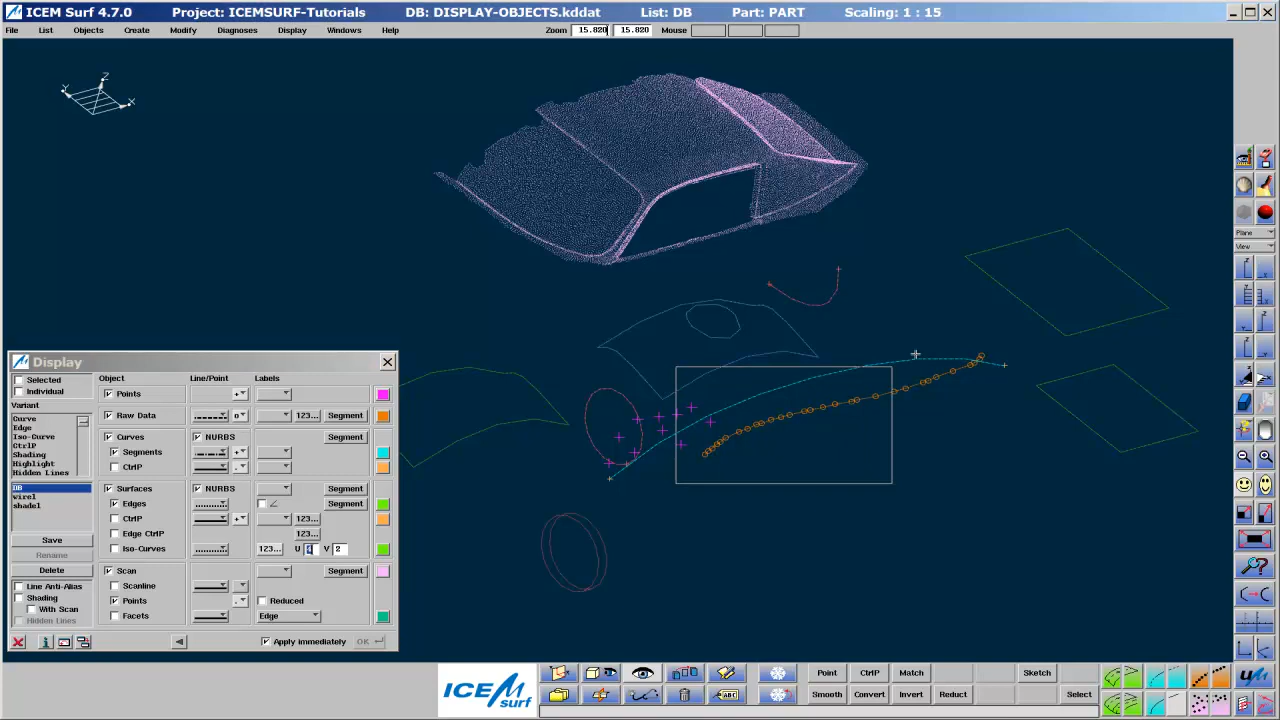 ICEM Surf 4.7.0 Project: ICEMSURF-Tutorials DB: DISPLAY-OBJECTS.kddat List: DB Part: PART Scaling: 1 : 15
File List Objects Create Modify Diagnoses Display Windows Help Zoom 15.820 15.820 Mouse
Z
Y
X
Plane
View
Display
Selected Object Line/Point Labels
Individual
Points
Variant
Raw Data 123... Segment
Curve
Edge
Iso-Curve
CtrlP
Shading
Highlight
Hidden Lines
Curves NURBS Segment
Segments
CtrlP
DB
wire1
shade1
Surfaces NURBS Segment
Edges Segment
CtrlP 123...
Edge CtrlP 123...
Iso-Curves 123... U V 2
Save
Rename
Delete
Scan Segment
Line Anti-Alias
Scanline
Shading
Points Reduced
With Scan
Facets Edge
Hidden Lines
Apply immediately OK
ICEM surf
Point CtrlP Match Sketch
Smooth Convert Invert Reduct Select
ABC